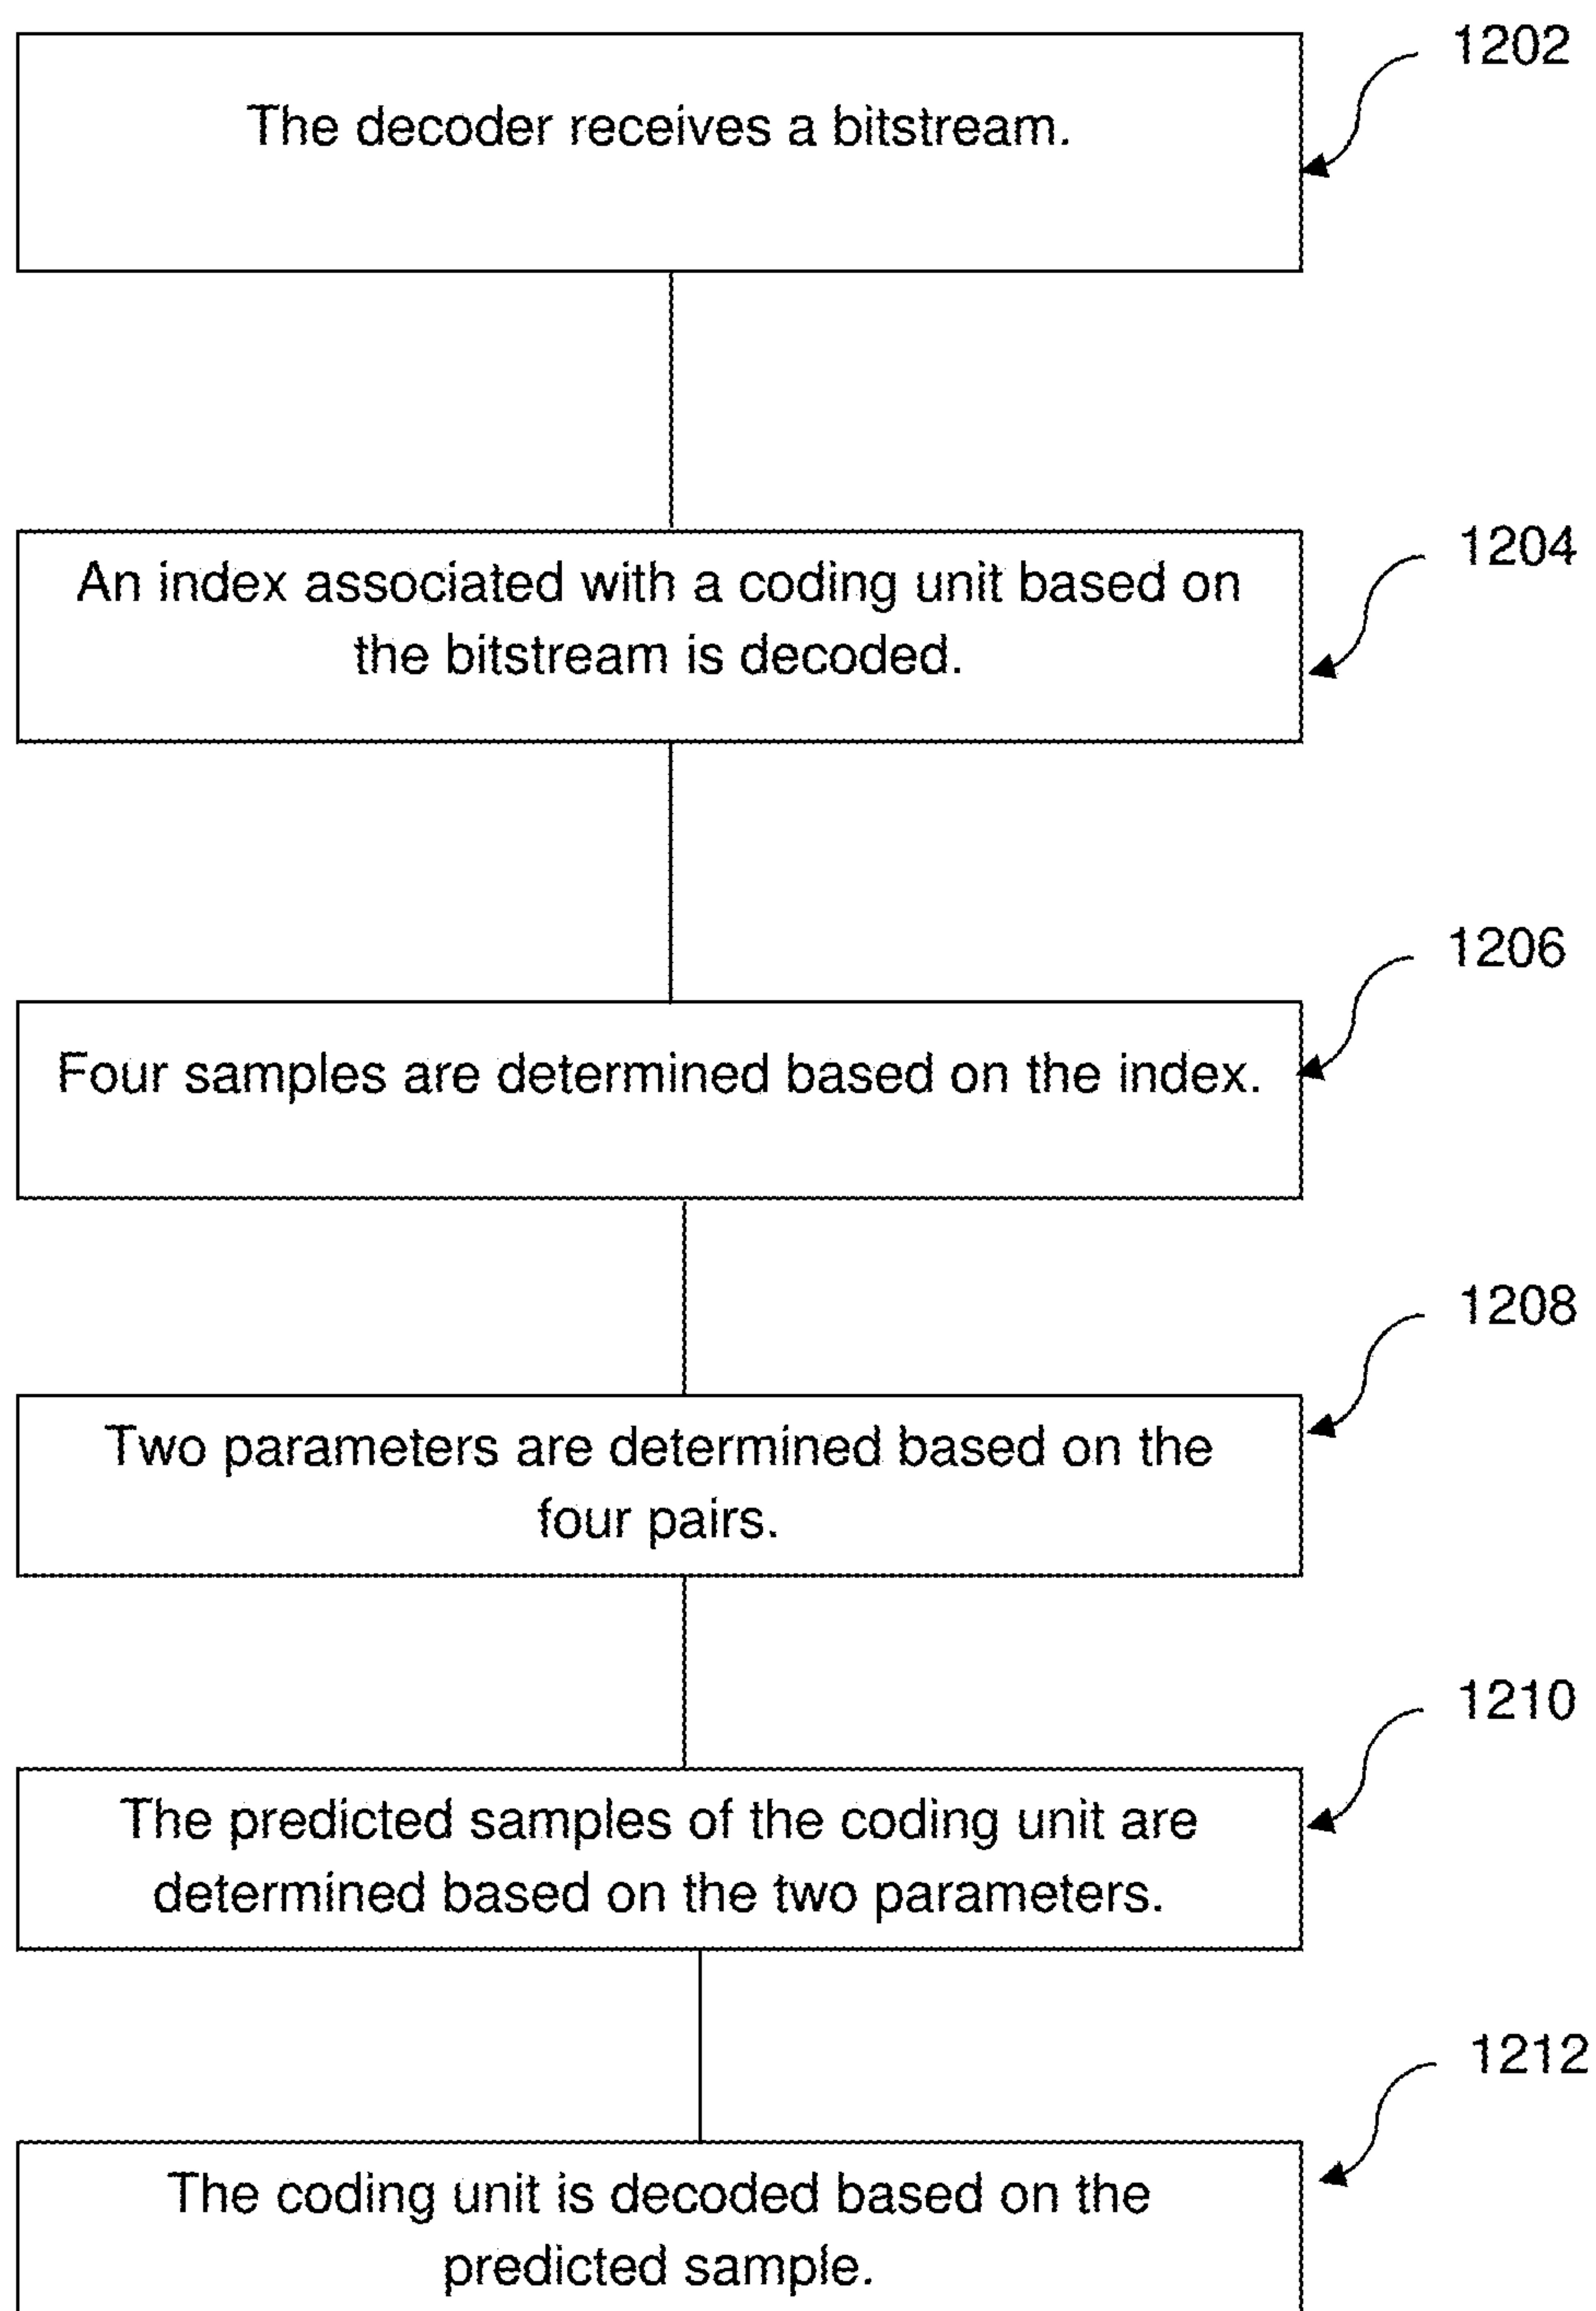 1202
The decoder receives a bitstream.
1204
An index associated with a coding unit based on
the bitstream is decoded.
1206
Four samples are determined based on the index.
1208
Two parameters are determined based on the
four pairs.
1210
The predicted samples of the coding unit are
determined based on the two parameters.
1212
The coding unit is decoded based on the
predicted sample.